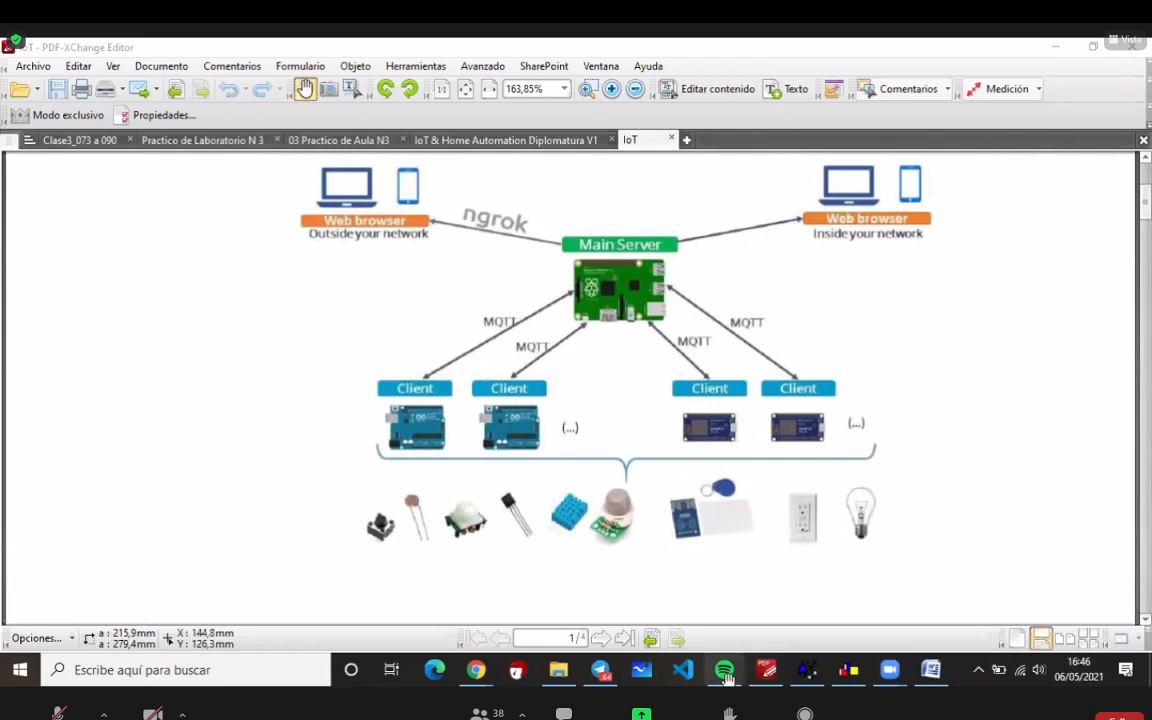 Vista
IoT - PDF-XChange Editor
Archivo Editar Ver Documento Comentarios Formulario Objeto Herramientas Avanzado SharePoint Ventana Ayuda
163,85% Editar contenido Texto Comentarios Medición
Modo exclusivo Propiedades...
Clase3_073 a 090 Practico de Laboratorio N 3 03 Practico de Aula N3 IoT & Home Automation Diplomatura V1 IoT
Web browser
Outside your network
ngrok
Main Server
Web browser
Inside your network
MQTT MQTT MQTT MQTT
Client Client Client Client
(...) (...)
Opciones... a : 215,9mm X : 144,8mm
a : 279,4mm Y : 126,3mm
1/4
Escribe aquí para buscar
PDF
16:46
06/05/2021
38